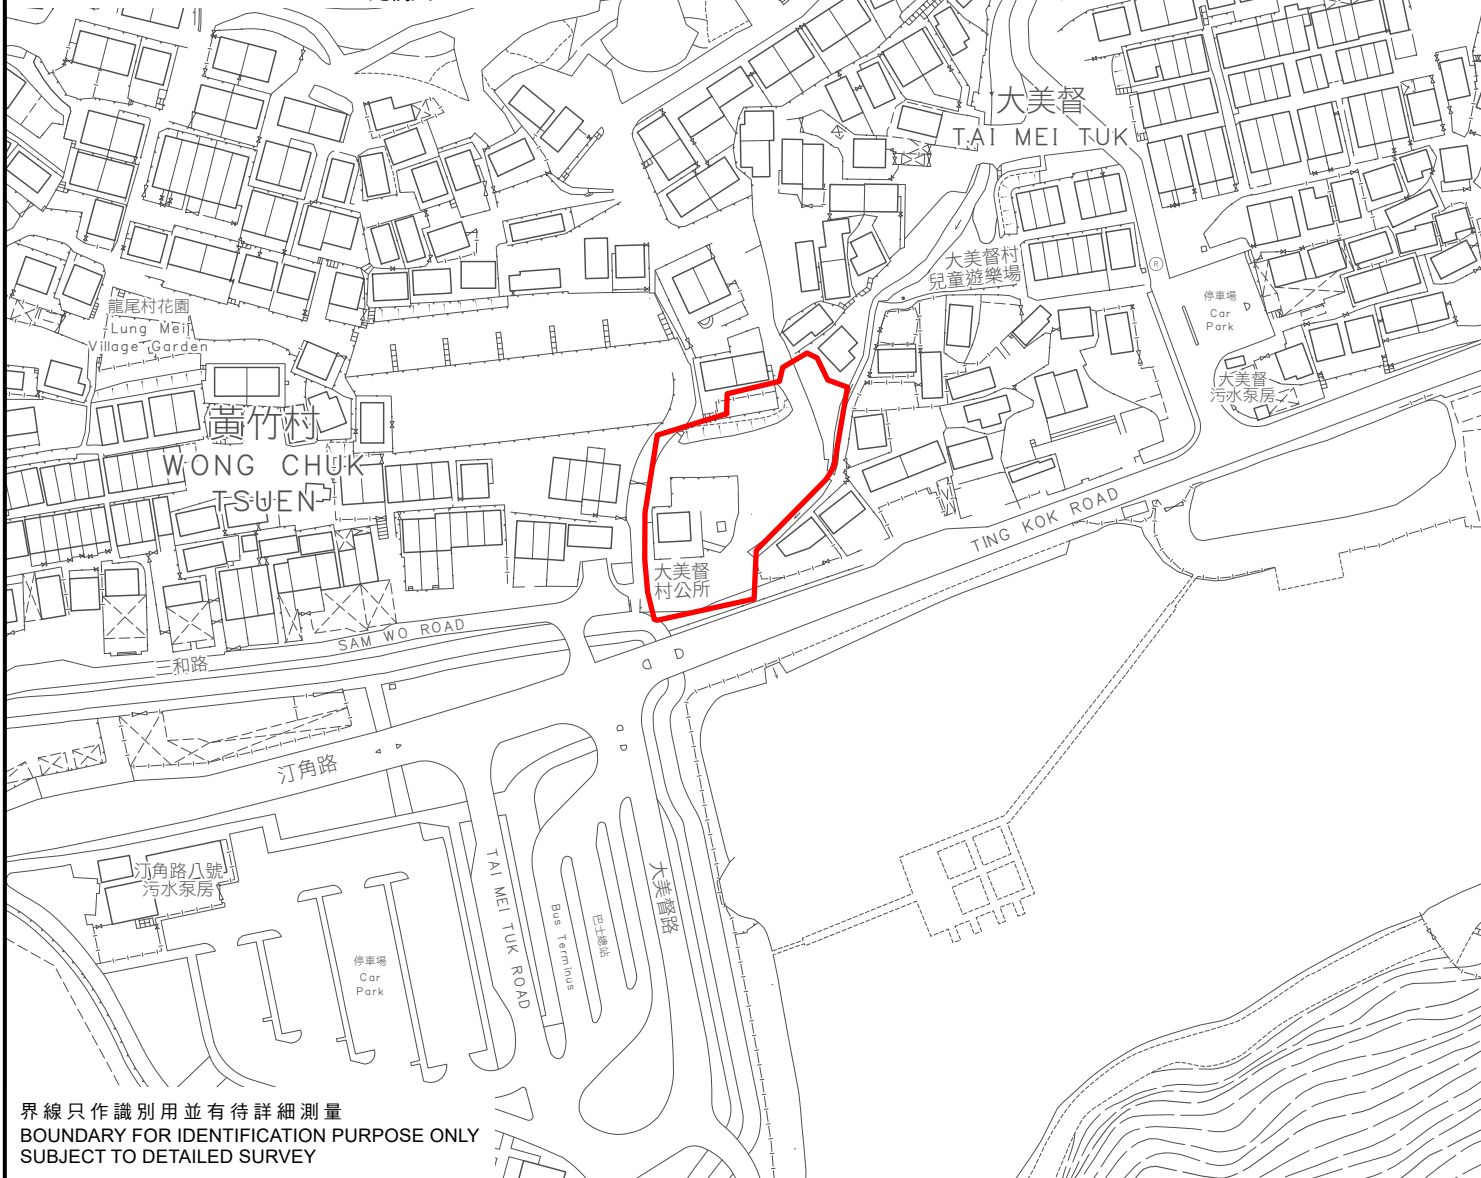 大美督
TAI MEI TUK
大美督村
兒童遊樂場
R
龍尾村花園
Lung Mei
Village Garden
停車場
Car
Park
大美督
污水泵房
黃竹村
WONG CHUK
TSUEN
TING KOK ROAD
大美督
村公所
SAM WO ROAD
三和路
汀角路
汀角路八號
污水泵房
TAI MEI TUK ROAD
Bus Terminus
巴士總站
大美督路
停車場
Car
Park
界線只作識別用並有待詳細測量
BOUNDARY FOR IDENTIFICATION PURPOSE ONLY
SUBJECT TO DETAILED SURVEY